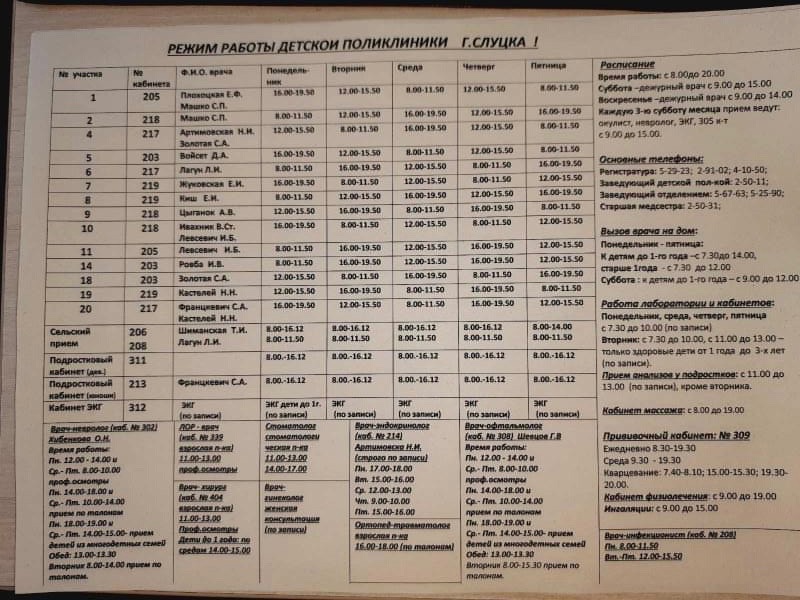 РЕЖИМ РАБОТЫ ДЕТСКОЙ ПОЛИКЛИНИКИ Г.СЛУЦКА !
№ участка № кабинета Ф.И.О. врача Понедель-ник Вторник Среда Четверг Пятница
1 205 Плохоцкая Е.Ф. 16.00-19.50 12.00-15.50 8.00-11.50 12.00-15.50 8.00-11.50
Машко С.П.
2 218 Машко С.П. 8.00-11.50 12.00-15.50 16.00-19.50 12.00-15.50 16.00-19.50
4 217 Артимовская Н.И. 12.00-15.50 8.00-11.50 16.00-19.50 12.00-15.50 8.00-11.50
Золотая С.А.
5 203 Войсет Д.А. 16.00-19.50 12.00-15.50 8.00-11.50 12.00-15.50 8.00-11.50
6 217 Лагун Л.И. 8.00-11.50 16.00-19.50 12.00-15.50 8.00-11.50 16.00-19.50
7 219 Жуковская Е.И. 16.00-19.50 8.00-11.50 12.00-15.50 16.00-19.50 12.00-15.50
8 219 Киш Е.И. 8.00-11.50 12.00-15.50 16.00-19.50 12.00-15.50 16.00-19.50
9 218 Цыганок А.В. 12.00-15.50 16.00-19.50 8.00-11.50 12.00-15.50 8.00-11.50
10 218 Ивахник В.Ст. 12.00-15.50 16.00-19.50 12.00-15.50 8.00-11.50 12.00-15.50
Левсевич И.Б.
11 205 Левсевич И.Б. 8.00-11.50 16.00-19.50 12.00-15.50 16.00-19.50 12.00-15.50
14 203 Ровба И.В. 8.00-11.50 16.00-19.50 12.00-15.50 16.00-19.50 12.00-15.50
18 203 Золотая С.А. 12.00-15.50 8.00-11.50 16.00-19.50 8.00-11.50 16.00-19.50
19 219 Кастелей Н.Н. 12.00-15.50 16.00-19.50 8.00-11.50 16.00-19.50 8.00-11.50
20 217 Францкевич С.А. 16.00-19.50 12.00-15.50 8.00-11.50 16.00-19.50 12.00-15.50
Кастелей Н.Н.
Сельский прием 206 Шиманская Т.И. 8.00-16.12 8.00-16.12 8.00-16.12 8.00-16.12 8.00-14.00
208 Лагун Л.И. 8.00-11.50 8.00-11.50 8.00-11.50 8.00-11.50 8.00-11.50
Подростковый кабинет (дев.) 311 8.00.-16.12 8.00.-16.12 8.00.-16.12 8.00.-16.12 8.00.-16.12
Подростковый кабинет (юноши) 213 Францкевич С.А. 8.00.-16.12 8.00.-16.12 8.00.-16.12 8.00.-16.12 8.00.-16.12
Кабинет ЭКГ 312 ЭКГ (по записи) ЭКГ дети до 1г. (по записи) ЭКГ (по записи) ЭКГ (по записи) ЭКГ (по записи) ЭКГ (по записи)
Врач-невролог (каб. № 302)
Хибенкова О.Н.
Время работы:
Пн. 12.00 - 14.00 и
Ср.- Пт. 8.00-10.00
проф.осмотры
Пн. 14.00-18.00 и
Ср.- Пт. 10.00-14.00
прием по талонам
Пн. 18.00-19.00 и
Ср.- Пт. 14.00-15.00- прием
детей из многодетных семей
Обед: 13.00-13.30
Вторник 8.00-14.00 прием по
талонам.
ЛОР - врач
(каб. № 339
взрослая п-ка)
11.00-13.00
проф.осмотры
Врач- хирург
(каб. № 404
взрослая п-ка)
11.00-13.00
Проф.осмотры
Дети до 1 года: по
средам 14.00-15.00
Стоматолог
стоматологи
ческая п-ка
11.00-13.00
14.00-17.00
Врач-
гинеколог
женская
консультация
(по записи)
Врач-эндокринолог
(каб. № 214)
Артимовска Н.И.
(строго по записи)
Пн. 17.00-18.00
Вт. 15.00-16.00
Ср. 12.00-13.00
Чт. 9.00-10.00
Пт. 15.00-16.00
Ортопед-травматолог
взрослая п-ка
16.00-18.00 (по талонам)
Врач-офтальмолог
(каб. № 308) Шевцов Г.В
Время работы:
Пн. 12.00 - 14.00 и
Ср.- Пт. 8.00-10.00
проф.осмотры
Пн. 14.00-18.00 и
Ср.- Пт. 10.00-14.00
прием по талонам
Пн. 18.00-19.00 и
Ср.- Пт. 14.00-15.00- прием
детей из многодетных семей
Обед: 13.00-13.30
Вторник 8.00-15.30 прием по
талонам.
Расписание
Время работы: с 8.00до 20.00
Суббота –дежурный врач с 9.00 до 15.00
Воскресенье –дежурный врач с 9.00 до 14.00
Каждую 3-ю субботу месяца прием ведут:
окулист, невролог, ЭКГ, 305 к-т
с 9.00 до 15.00.
Основные телефоны:
Регистратура: 5-29-23; 2-91-02; 4-10-50;
Заведующий детской пол-кой: 2-50-11;
Заведующий отделением: 5-67-63; 5-25-90;
Старшая медсестра: 2-50-31;
Вызов врача на дом:
Понедельник - пятница:
К детям до 1-го года –с 7.30до 14.00,
старше 1года - с 7.30 до 12.00
Суббота : к детям до 1-го года – с 9.00 до 12.00
Работа лаборатории и кабинетов:
Понедельник, среда, четверг, пятница
с 7.30 до 10.00 (по записи)
Вторник: с 7.30 до 10.00, с 11.00 до 13.00 –
только здоровые дети от 1 года до 3-х лет
(по записи).
Прием анализов у подростков: с 11.00 до
13.00 (по записи), кроме вторника.
Кабинет массажа: с 8.00 до 19.00
Прививочный кабинет: № 309
Ежедневно 8.30-19.30
Среда 9.30 - 19.30
Кварцевание: 7.40-8.10; 15.00-15.30; 19.30-
20.00.
Кабинет физиолечения: с 9.00 до 19.00
Ингаляции: с 9.00 до 15.00
Врач-инфекционист (каб. № 208)
Пн. 8.00-11.50
Вт.-Пт. 12.00-15.50